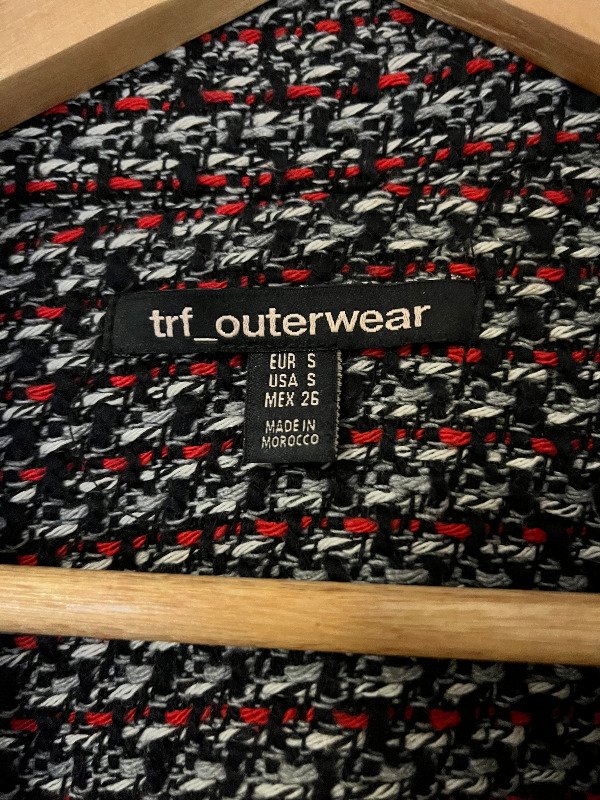 trf_outerwear
EUR S
USA S
MEX 26
MADE IN
MOROCCO